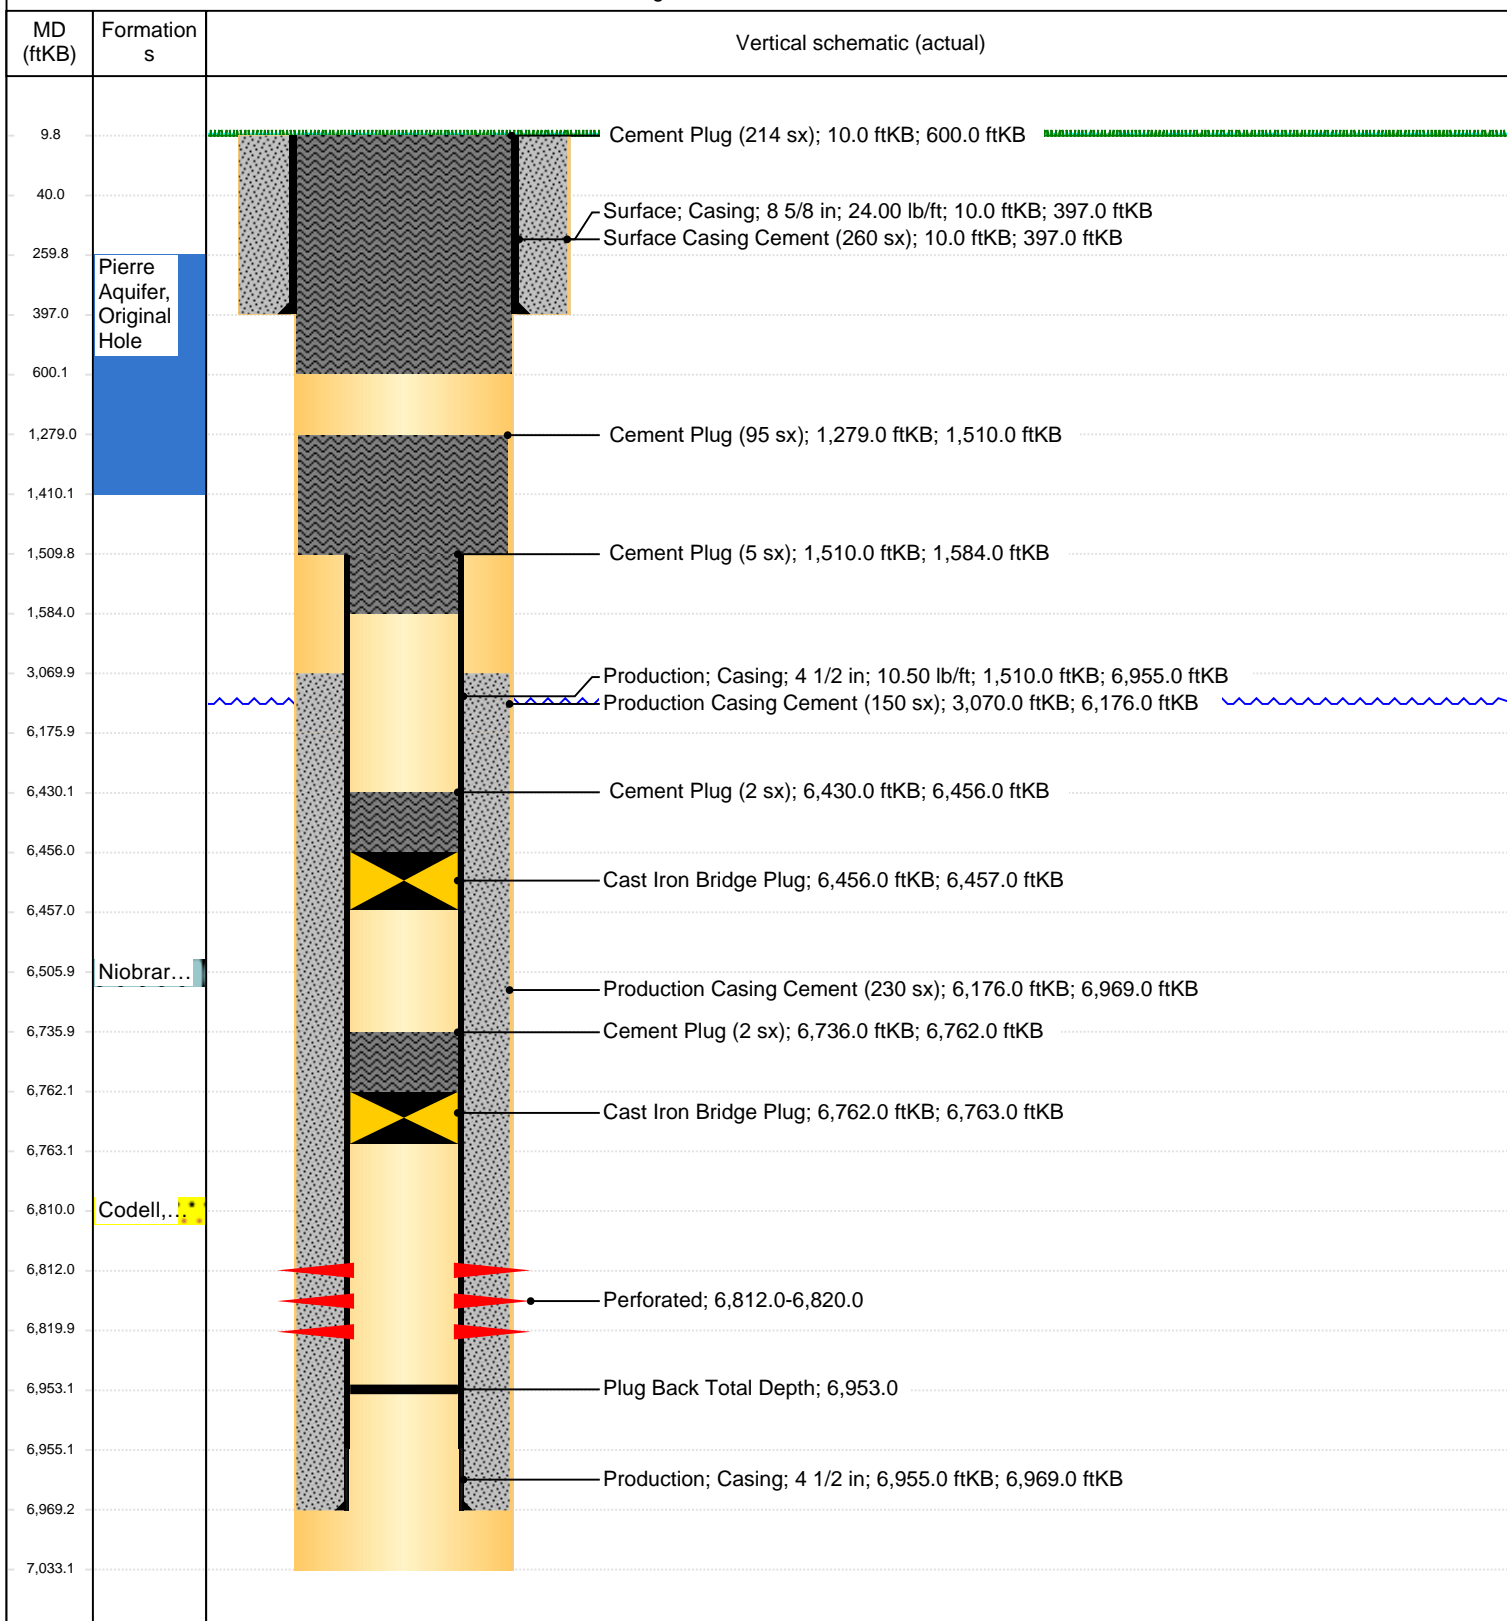 MD
(ftKB)
Formation
s
Vertical schematic (actual)
9.8
Cement Plug (214 sx); 10.0 ftKB; 600.0 ftKB
40.0
Surface; Casing; 8 5/8 in; 24.00 lb/ft; 10.0 ftKB; 397.0 ftKB
Surface Casing Cement (260 sx); 10.0 ftKB; 397.0 ftKB
259.8
Pierre
Aquifer,
Original
Hole
397.0
600.1
1,279.0
Cement Plug (95 sx); 1,279.0 ftKB; 1,510.0 ftKB
1,410.1
1,509.8
Cement Plug (5 sx); 1,510.0 ftKB; 1,584.0 ftKB
1,584.0
3,069.9
Production; Casing; 4 1/2 in; 10.50 lb/ft; 1,510.0 ftKB; 6,955.0 ftKB
Production Casing Cement (150 sx); 3,070.0 ftKB; 6,176.0 ftKB
6,175.9
6,430.1
Cement Plug (2 sx); 6,430.0 ftKB; 6,456.0 ftKB
6,456.0
Cast Iron Bridge Plug; 6,456.0 ftKB; 6,457.0 ftKB
6,457.0
6,505.9
Niobrar…
Production Casing Cement (230 sx); 6,176.0 ftKB; 6,969.0 ftKB
6,735.9
Cement Plug (2 sx); 6,736.0 ftKB; 6,762.0 ftKB
6,762.1
Cast Iron Bridge Plug; 6,762.0 ftKB; 6,763.0 ftKB
6,763.1
6,810.0
Codell,…
6,812.0
Perforated; 6,812.0-6,820.0
6,819.9
6,953.1
Plug Back Total Depth; 6,953.0
6,955.1
Production; Casing; 4 1/2 in; 6,955.0 ftKB; 6,969.0 ftKB
6,969.2
7,033.1